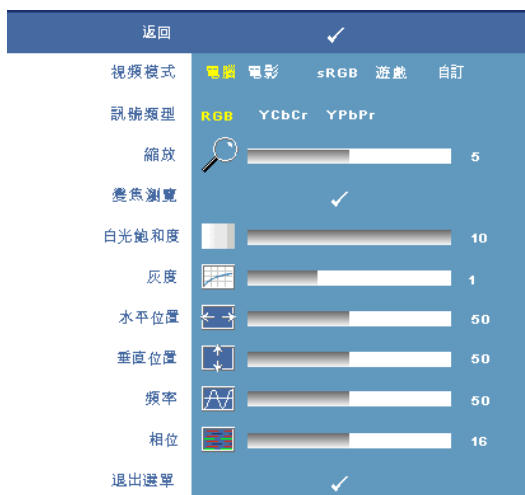 返回
視頻模式 電腦 電影 sRGB 遊戲 自訂
訊號類型 RGB YCbCr YPbPr
縮放 5
變焦瀏覽
白光飽和度 10
灰度 1
水平位置 50
垂直位置 50
頻率 50
相位 16
退出選單